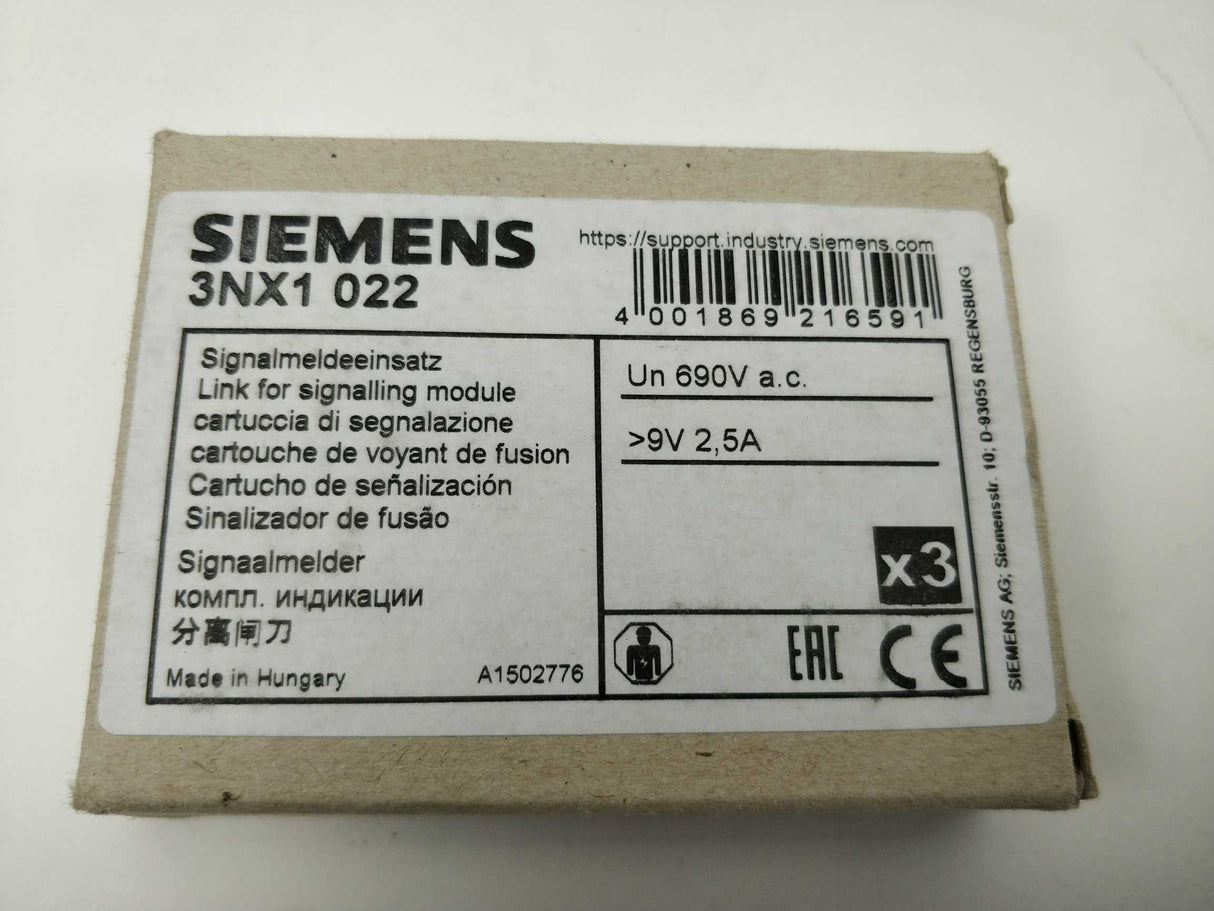 SIEMENS
3NX1 022
https://support.industry.siemens.com
4 001869 216591
Signalmeldeeinsatz
Link for signalling module
cartuccia di segnalazione
cartouche de voyant de fusion
Cartucho de señalización
Sinalizador de fusão
Signaalmelder
компл. индикации
分离闸刀
Made in Hungary
A1502776
Un 690V a.c.
>9V 2,5A
x3
EAC
CE
SIEMENS AG; Siemensstr. 10; D-93055 REGENSBURG